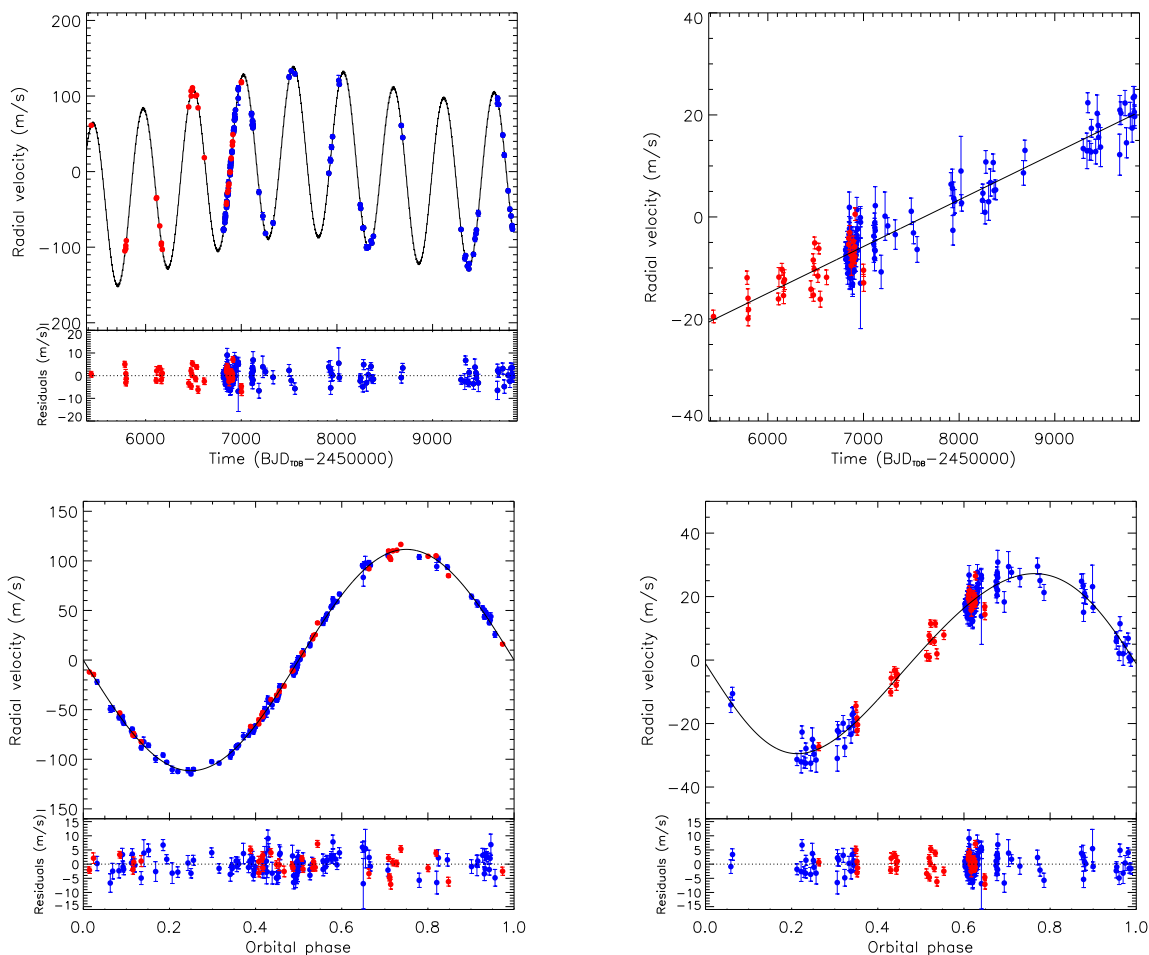 200
100
0
−100
−200
Radial velocity (m/s)
20
10
0
−10
−20
Residuals (m/s)
6000 7000 8000 9000
Time (BJD_TDB−2450000)
40
20
0
−20
−40
Radial velocity (m/s)
6000 7000 8000 9000
Time (BJD_TDB−2450000)
150
100
50
0
−50
−100
−150
Radial velocity (m/s)
15
10
5
0
−5
−10
−15
Residuals (m/s)
0.0 0.2 0.4 0.6 0.8 1.0
Orbital phase
50
40
20
0
−20
−40
Radial velocity (m/s)
15
10
5
0
−5
−10
−15
Residuals (m/s)
0.0 0.2 0.4 0.6 0.8 1.0
Orbital phase